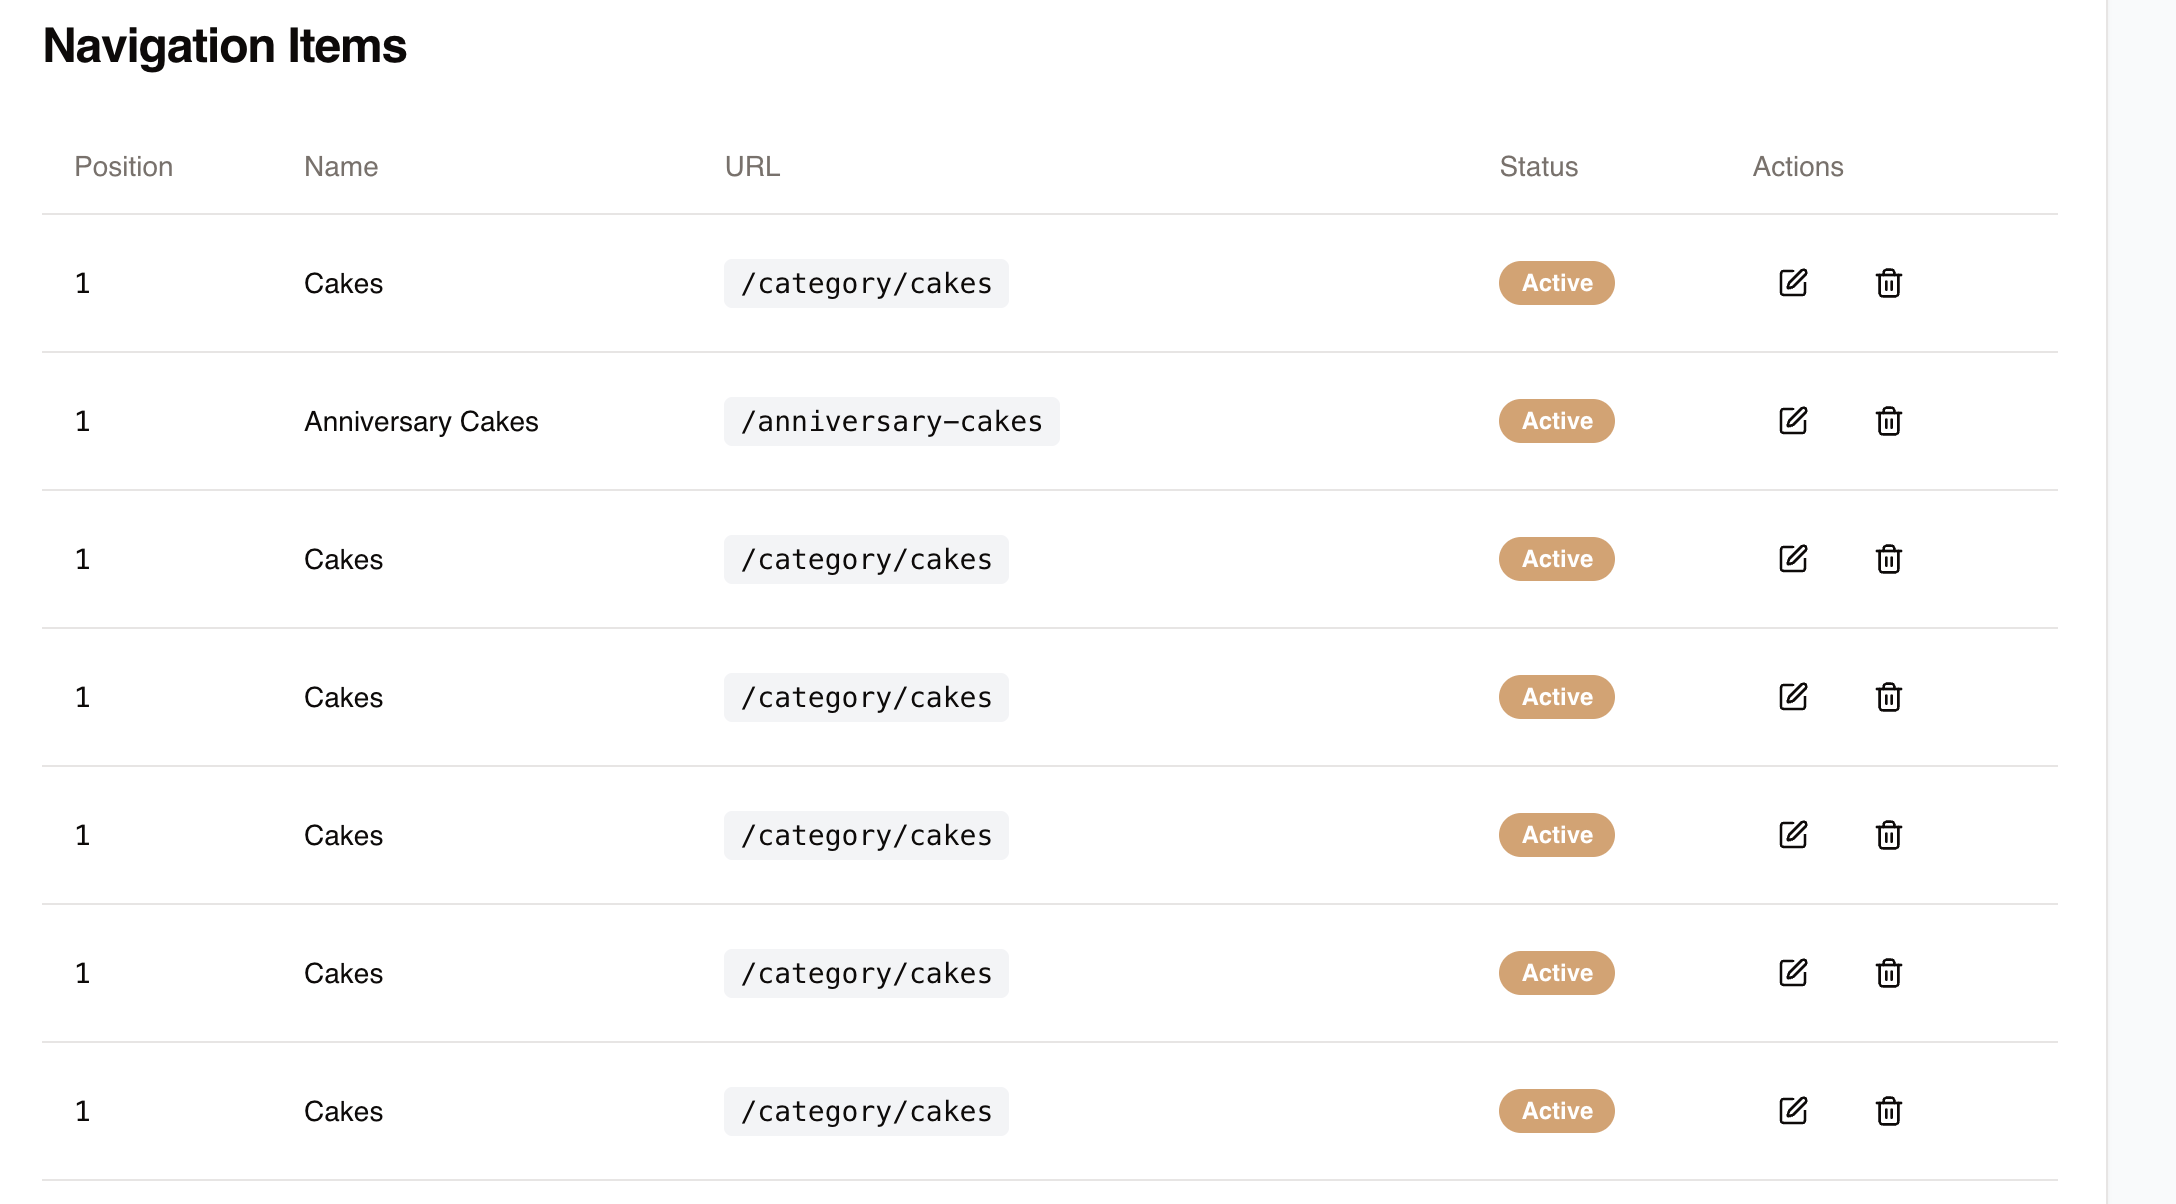 Navigation Items
Position Name URL Status Actions
1 Cakes /category/cakes Active
1 Anniversary Cakes /anniversary-cakes Active
1 Cakes /category/cakes Active
1 Cakes /category/cakes Active
1 Cakes /category/cakes Active
1 Cakes /category/cakes Active
1 Cakes /category/cakes Active